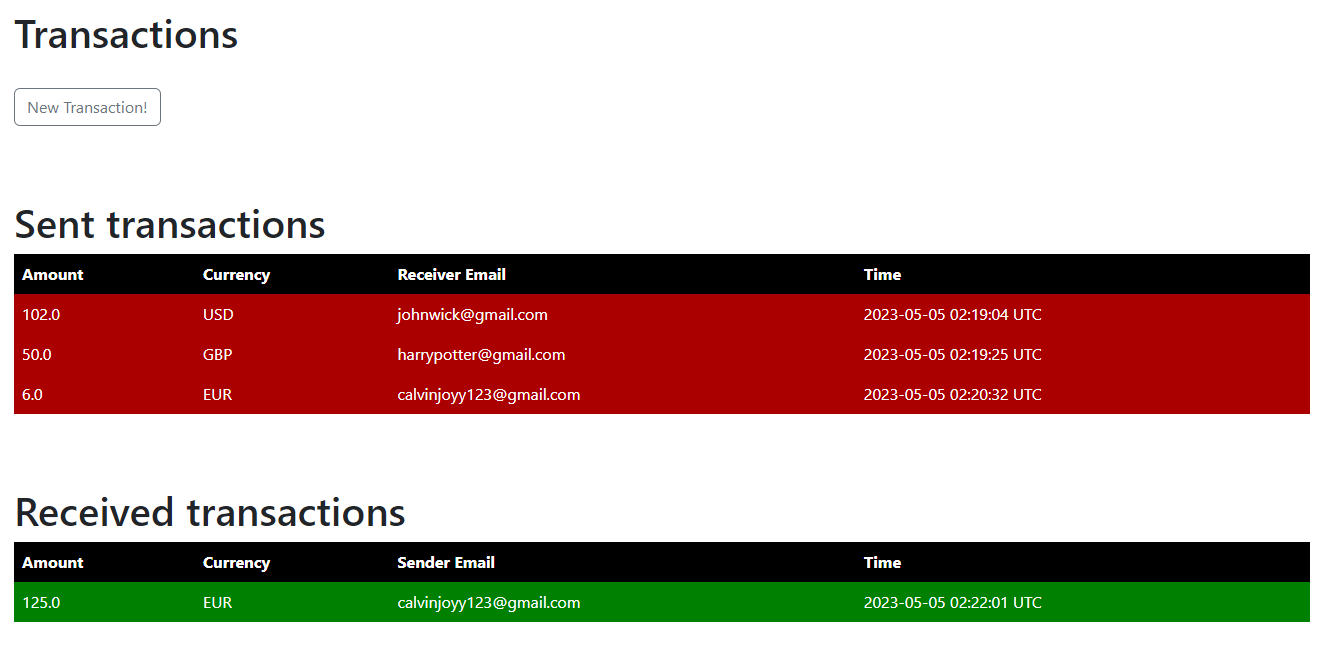 Transactions
New Transaction!
Sent transactions
Amount Currency Receiver Email Time
102.0 USD johnwick@gmail.com 2023-05-05 02:19:04 UTC
50.0 GBP harrypotter@gmail.com 2023-05-05 02:19:25 UTC
6.0 EUR calvinjoyy123@gmail.com 2023-05-05 02:20:32 UTC
Received transactions
Amount Currency Sender Email Time
125.0 EUR calvinjoyy123@gmail.com 2023-05-05 02:22:01 UTC